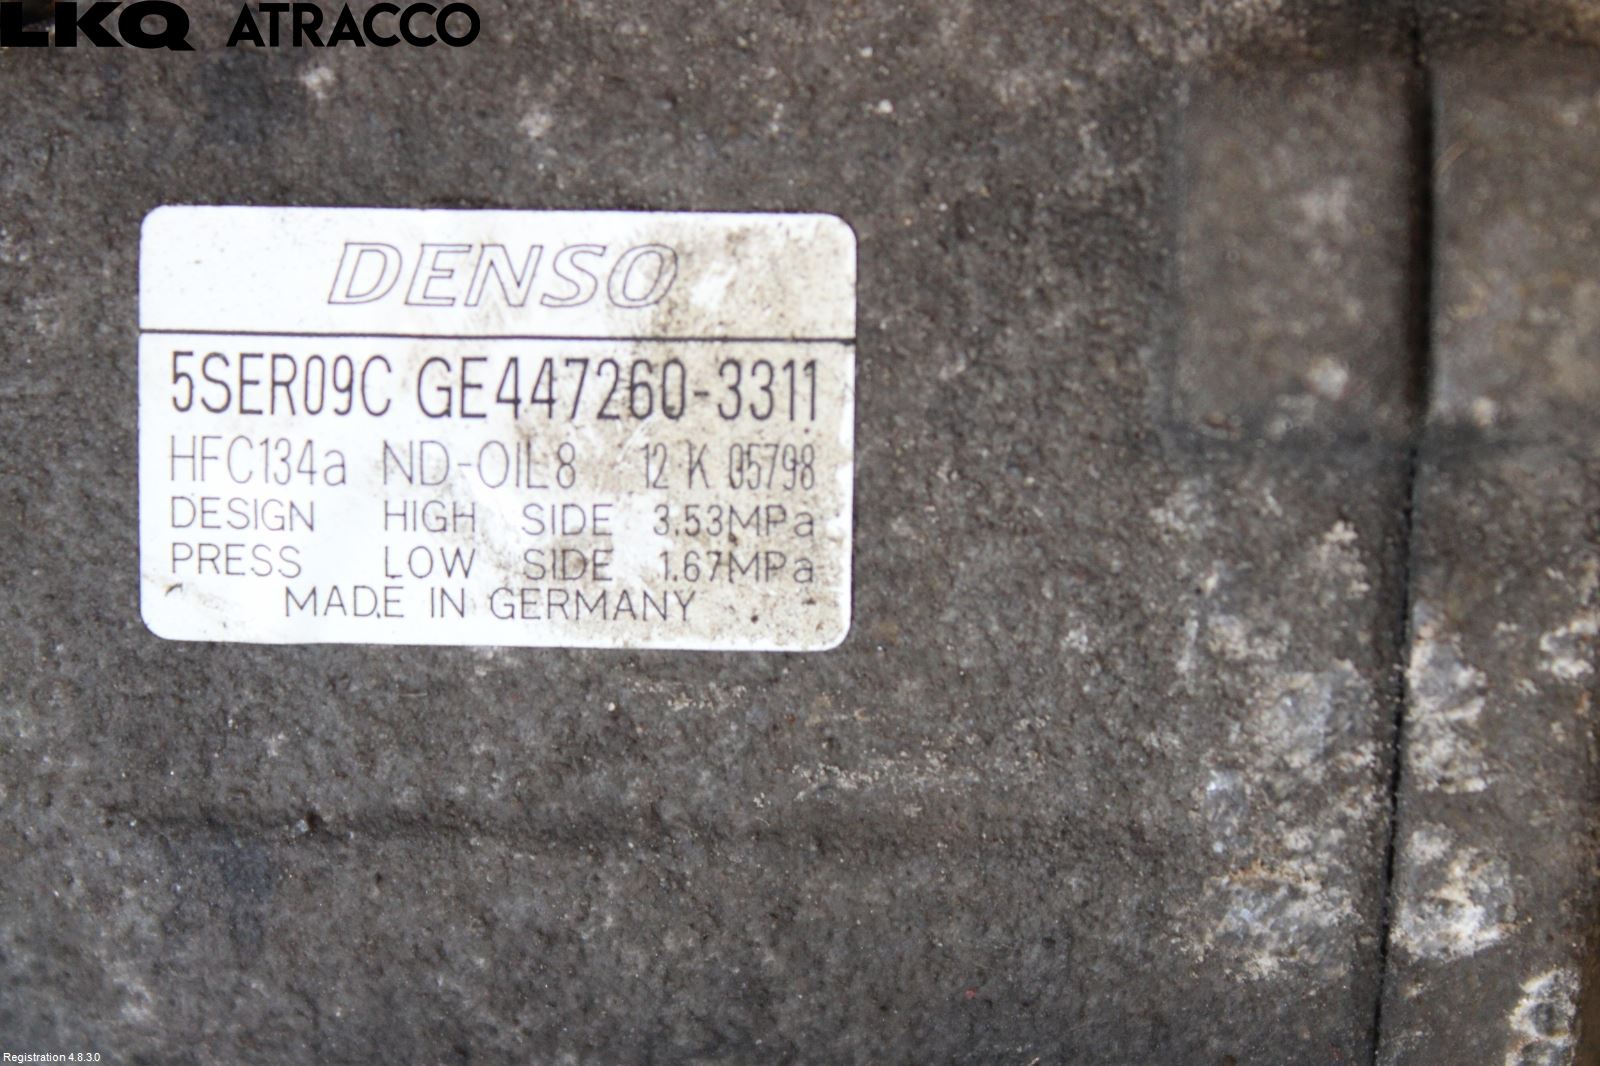 LKQ ATRACCO
DENSO
5SER09C GE447260-3311
HFC134a ND-OIL8 12 K 05798
DESIGN HIGH SIDE 3.53MPa
PRESS LOW SIDE 1.67MPa
MADE IN GERMANY
Registration 4.8.3.0